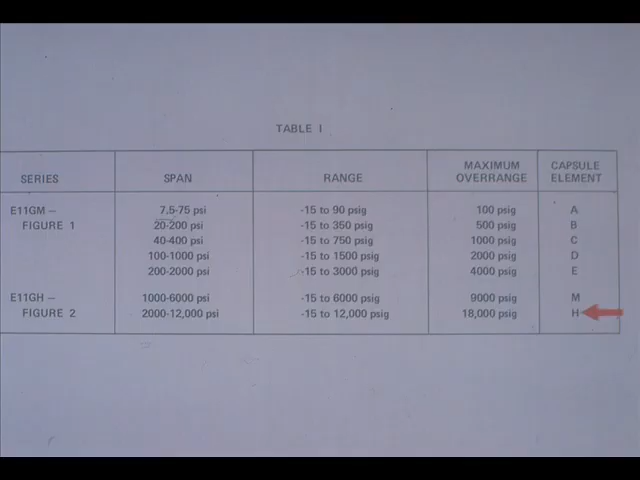 TABLE I
SERIES SPAN RANGE MAXIMUM OVERRANGE CAPSULE ELEMENT
E11GM — 7.5-75 psi -15 to 90 psig 100 psig A
FIGURE 1 20-200 psi -15 to 350 psig 500 psig B
40-400 psi -15 to 750 psig 1000 psig C
100-1000 psi -15 to 1500 psig 2000 psig D
200-2000 psi -15 to 3000 psig 4000 psig E
E11GH — 1000-6000 psi -15 to 6000 psig 9000 psig M
FIGURE 2 2000-12,000 psi -15 to 12,000 psig 18,000 psig H